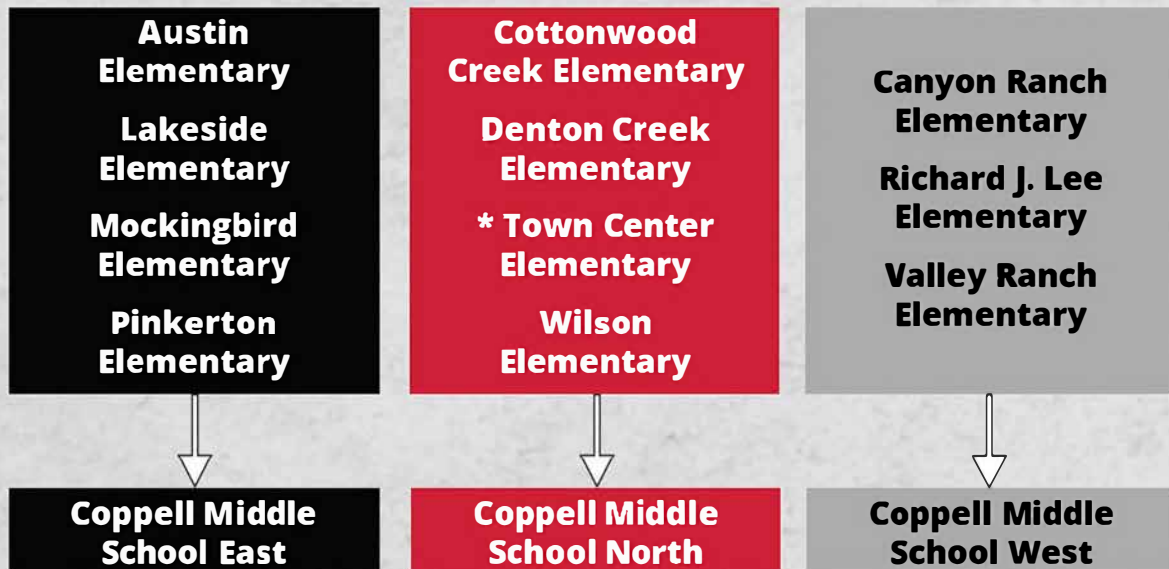 Austin
Elementary
Lakeside
Elementary
Mockingbird
Elementary
Pinkerton
Elementary
Cottonwood
Creek Elementary
Denton Creek
Elementary
* Town Center
Elementary
Wilson
Elementary
Canyon Ranch
Elementary
Richard J. Lee
Elementary
Valley Ranch
Elementary
Coppell Middle
School East
Coppell Middle
School North
Coppell Middle
School West